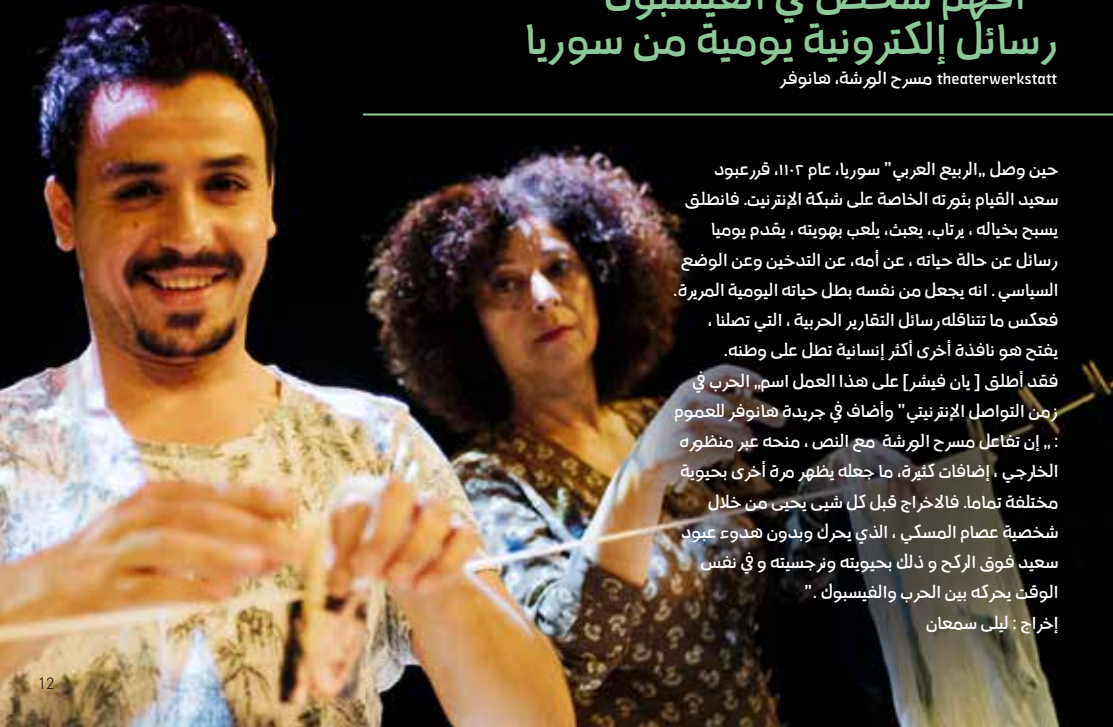 رسائل إلكترونية يومية من سوريا
theaterwerkstatt مسرح الورشة، هانوفر
حين وصل „الربيع العربي" سوريا، عام ١١٠٢، قررعبود
سعيد القيام بثورته الخاصة على شبكة الإنترنيت. فانطلق
يسبح بخياله ، يرتاب، يعبث، يلعب بهويته ، يقدم يوميا
رسائل عن حالة حياته ، عن أمه، عن التدخين وعن الوضع
السياسي . انه يجعل من نفسه بطل حياته اليومية المريرة.
فعكس ما تتناقله رسائل التقارير الحربية ، التي تصلنا ،
يفتح هو نافذة أخرى أكثر إنسانية تطل على وطنه.
فقد أطلق [ يان فيشر] على هذا العمل اسم„ الحرب في
زمن التواصل الإنترنيتي" وأضاف في جريدة هانوفر للعموم
: „ إن تفاعل مسرح الورشة مع النص ، منحه عبر منظوره
الخارجي ، إضافات كثيرة، ما جعله يظهر مرة أخرى بحيوية
مختلفة تماما. فالاخراج قبل كل شيى يحيى من خلال
شخصية عصام المسكي ، الذي يحرك وبدون هدوء عبود
سعيد فوق الركح و ذلك بحيويته ونرجسيته و في نفس
الوقت يحركه بين الحرب والفيسبوك ."
إخراج : ليلى سمعان
12